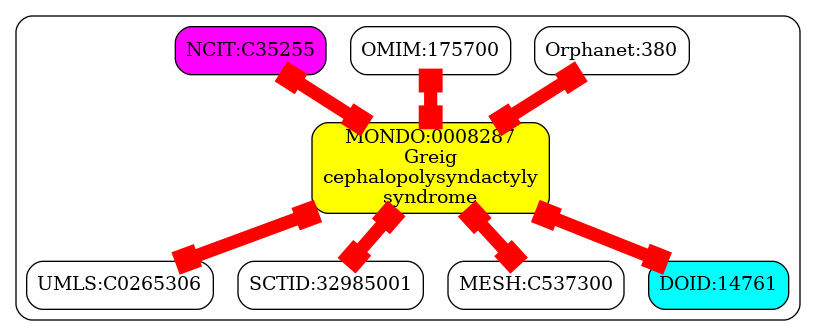 NCIT:C35255
OMIM:175700
Orphanet:380
MONDO:0008287
Greig
cephalopolysyndactyly
syndrome
UMLS:C0265306
SCTID:32985001
MESH:C537300
DOID:14761